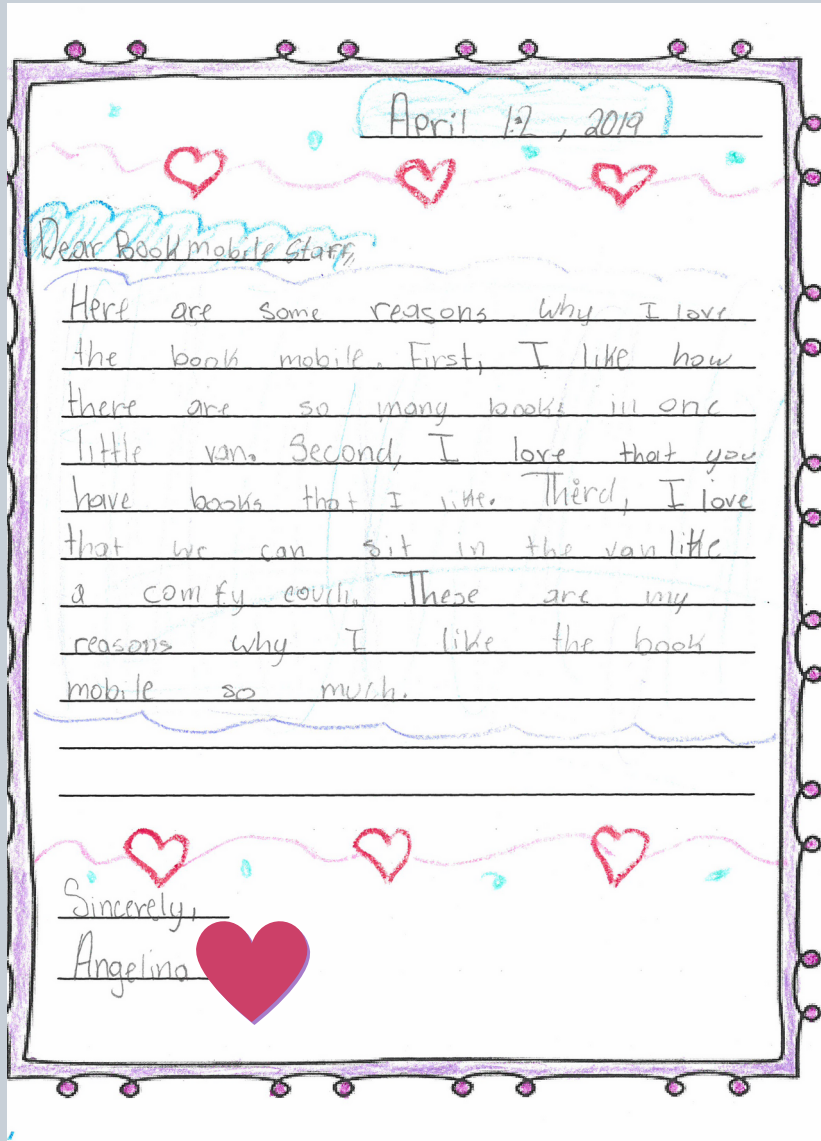 April 12, 2019
Dear Bookmobile Staff,
Here are some reasons why I love
the book mobile. First, I like how
there are so many books in one
little van. Second, I love that you
have books that I like. Third, I love
that we can sit in the van like
a comfy couch. These are my
reasons why I like the book
mobile so much.
Sincerely,
Angelina